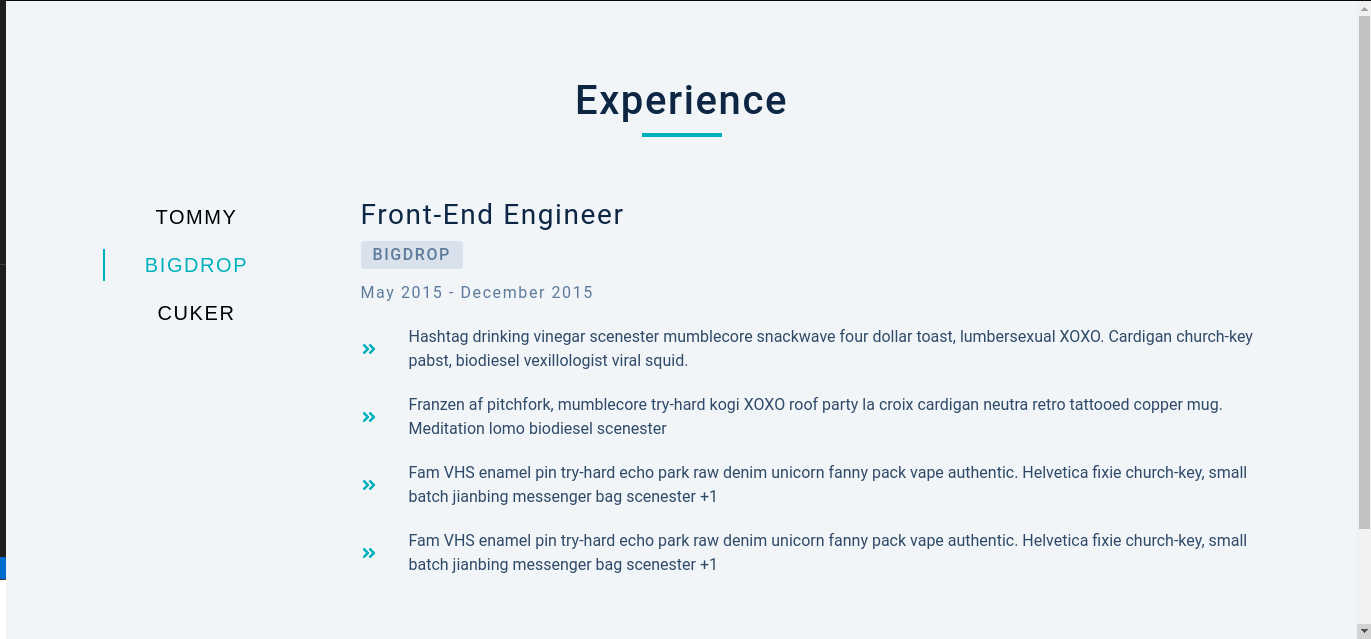 Experience
TOMMY
BIGDROP
CUKER
Front-End Engineer
BIGDROP
May 2015 - December 2015
Hashtag drinking vinegar scenester mumblecore snackwave four dollar toast, lumbersexual XOXO. Cardigan church-key
pabst, biodiesel vexillologist viral squid.
Franzen af pitchfork, mumblecore try-hard kogi XOXO roof party la croix cardigan neutra retro tattooed copper mug.
Meditation lomo biodiesel scenester
Fam VHS enamel pin try-hard echo park raw denim unicorn fanny pack vape authentic. Helvetica fixie church-key, small
batch jianbing messenger bag scenester +1
Fam VHS enamel pin try-hard echo park raw denim unicorn fanny pack vape authentic. Helvetica fixie church-key, small
batch jianbing messenger bag scenester +1